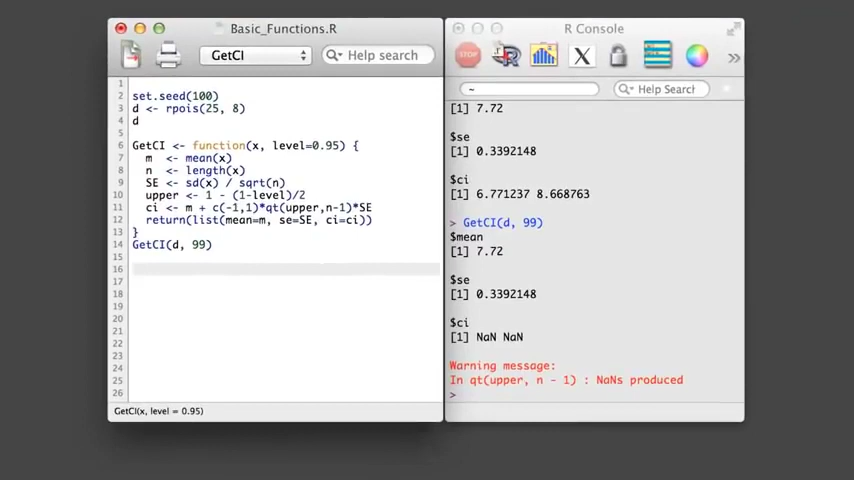 Basic_Functions.R
GetCI
Help search
1
2 set.seed(100)
3 d <- rpois(25, 8)
4 d
5
6 GetCI <- function(x, level=0.95) {
7 m <- mean(x)
8 n <- length(x)
9 SE <- sd(x) / sqrt(n)
10 upper <- 1 - (1-level)/2
11 ci <- m + c(-1,1)*qt(upper,n-1)*SE
12 return(list(mean=m, se=SE, ci=ci))
13 }
14 GetCI(d, 99)
15
16
17
18
19
20
21
22
23
24
25
26
GetCI(x, level = 0.95)
R Console
STOP
R
X
~
Help Search
[1] 7.72
$se
[1] 0.3392148
$ci
[1] 6.771237 8.668763
> GetCI(d, 99)
$mean
[1] 7.72
$se
[1] 0.3392148
$ci
[1] NaN NaN
Warning message:
In qt(upper, n - 1) : NaNs produced
>